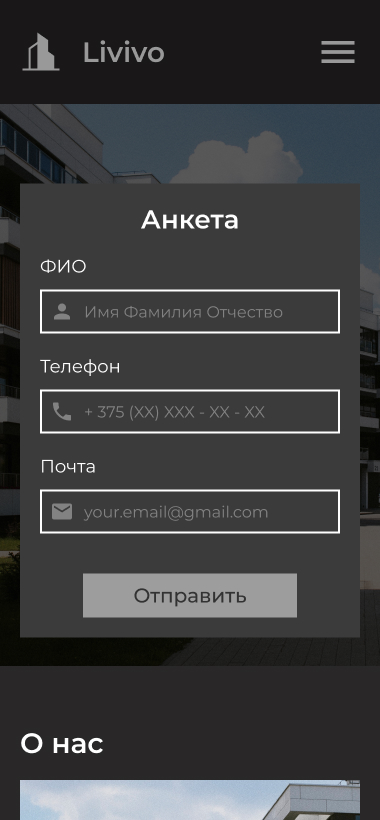 Livivo
Анкета
ФИО
Имя Фамилия Отчество
Телефон
+ 375 (XX) XXX - XX - XX
Почта
your.email@gmail.com
Отправить
О нас